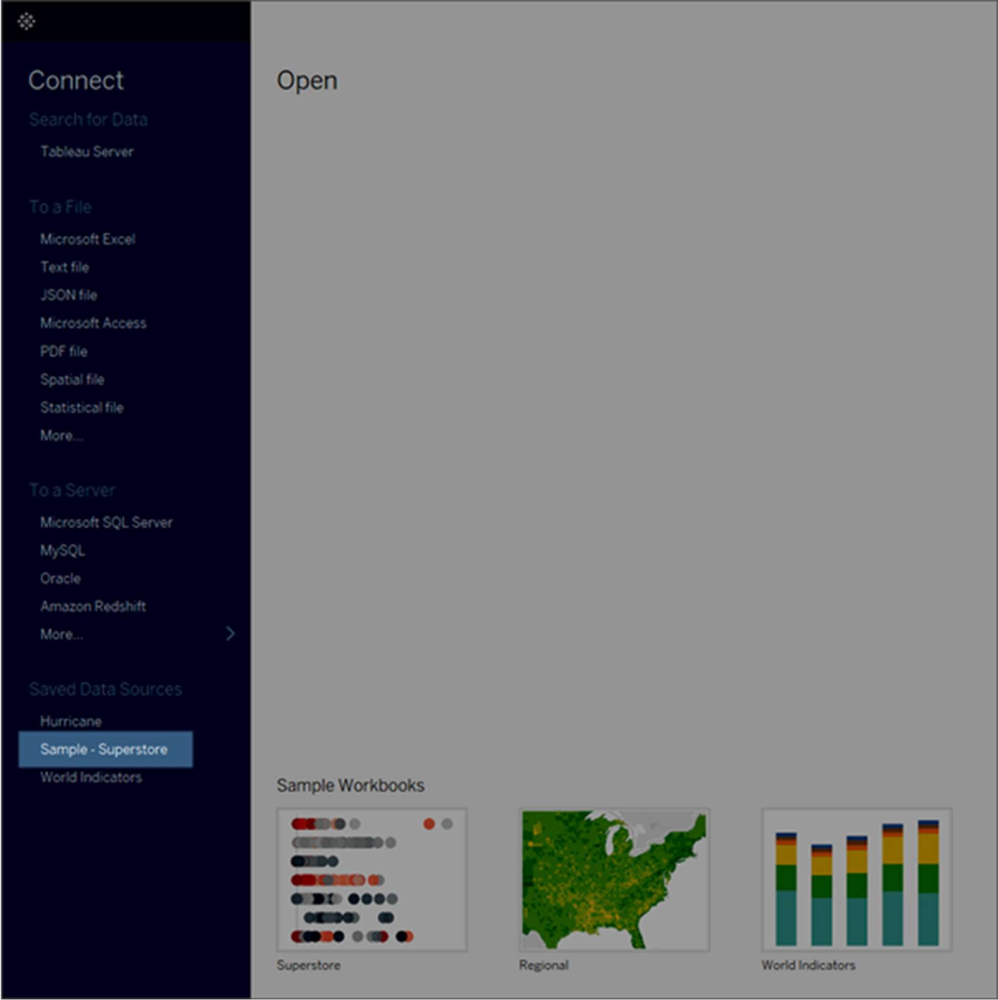 Connect
Search for Data
Tableau Server
To a File
Microsoft Excel
Text file
JSON file
Microsoft Access
PDF file
Spatial file
Statistical file
More...
To a Server
Microsoft SQL Server
MySQL
Oracle
Amazon Redshift
More...
Saved Data Sources
Hurricane
Sample - Superstore
World Indicators
Open
Sample Workbooks
Superstore
Regional
World Indicators